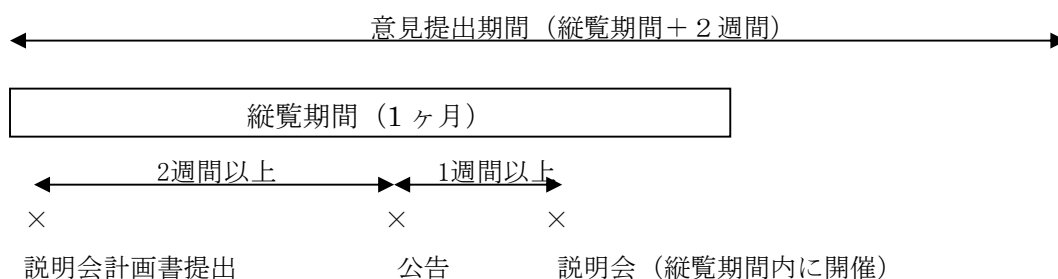 意見提出期間（縦覧期間＋２週間）
縦覧期間（1 ヶ月）
2週間以上 1週間以上
× × ×
説明会計画書提出 公告 説明会（縦覧期間内に開催）